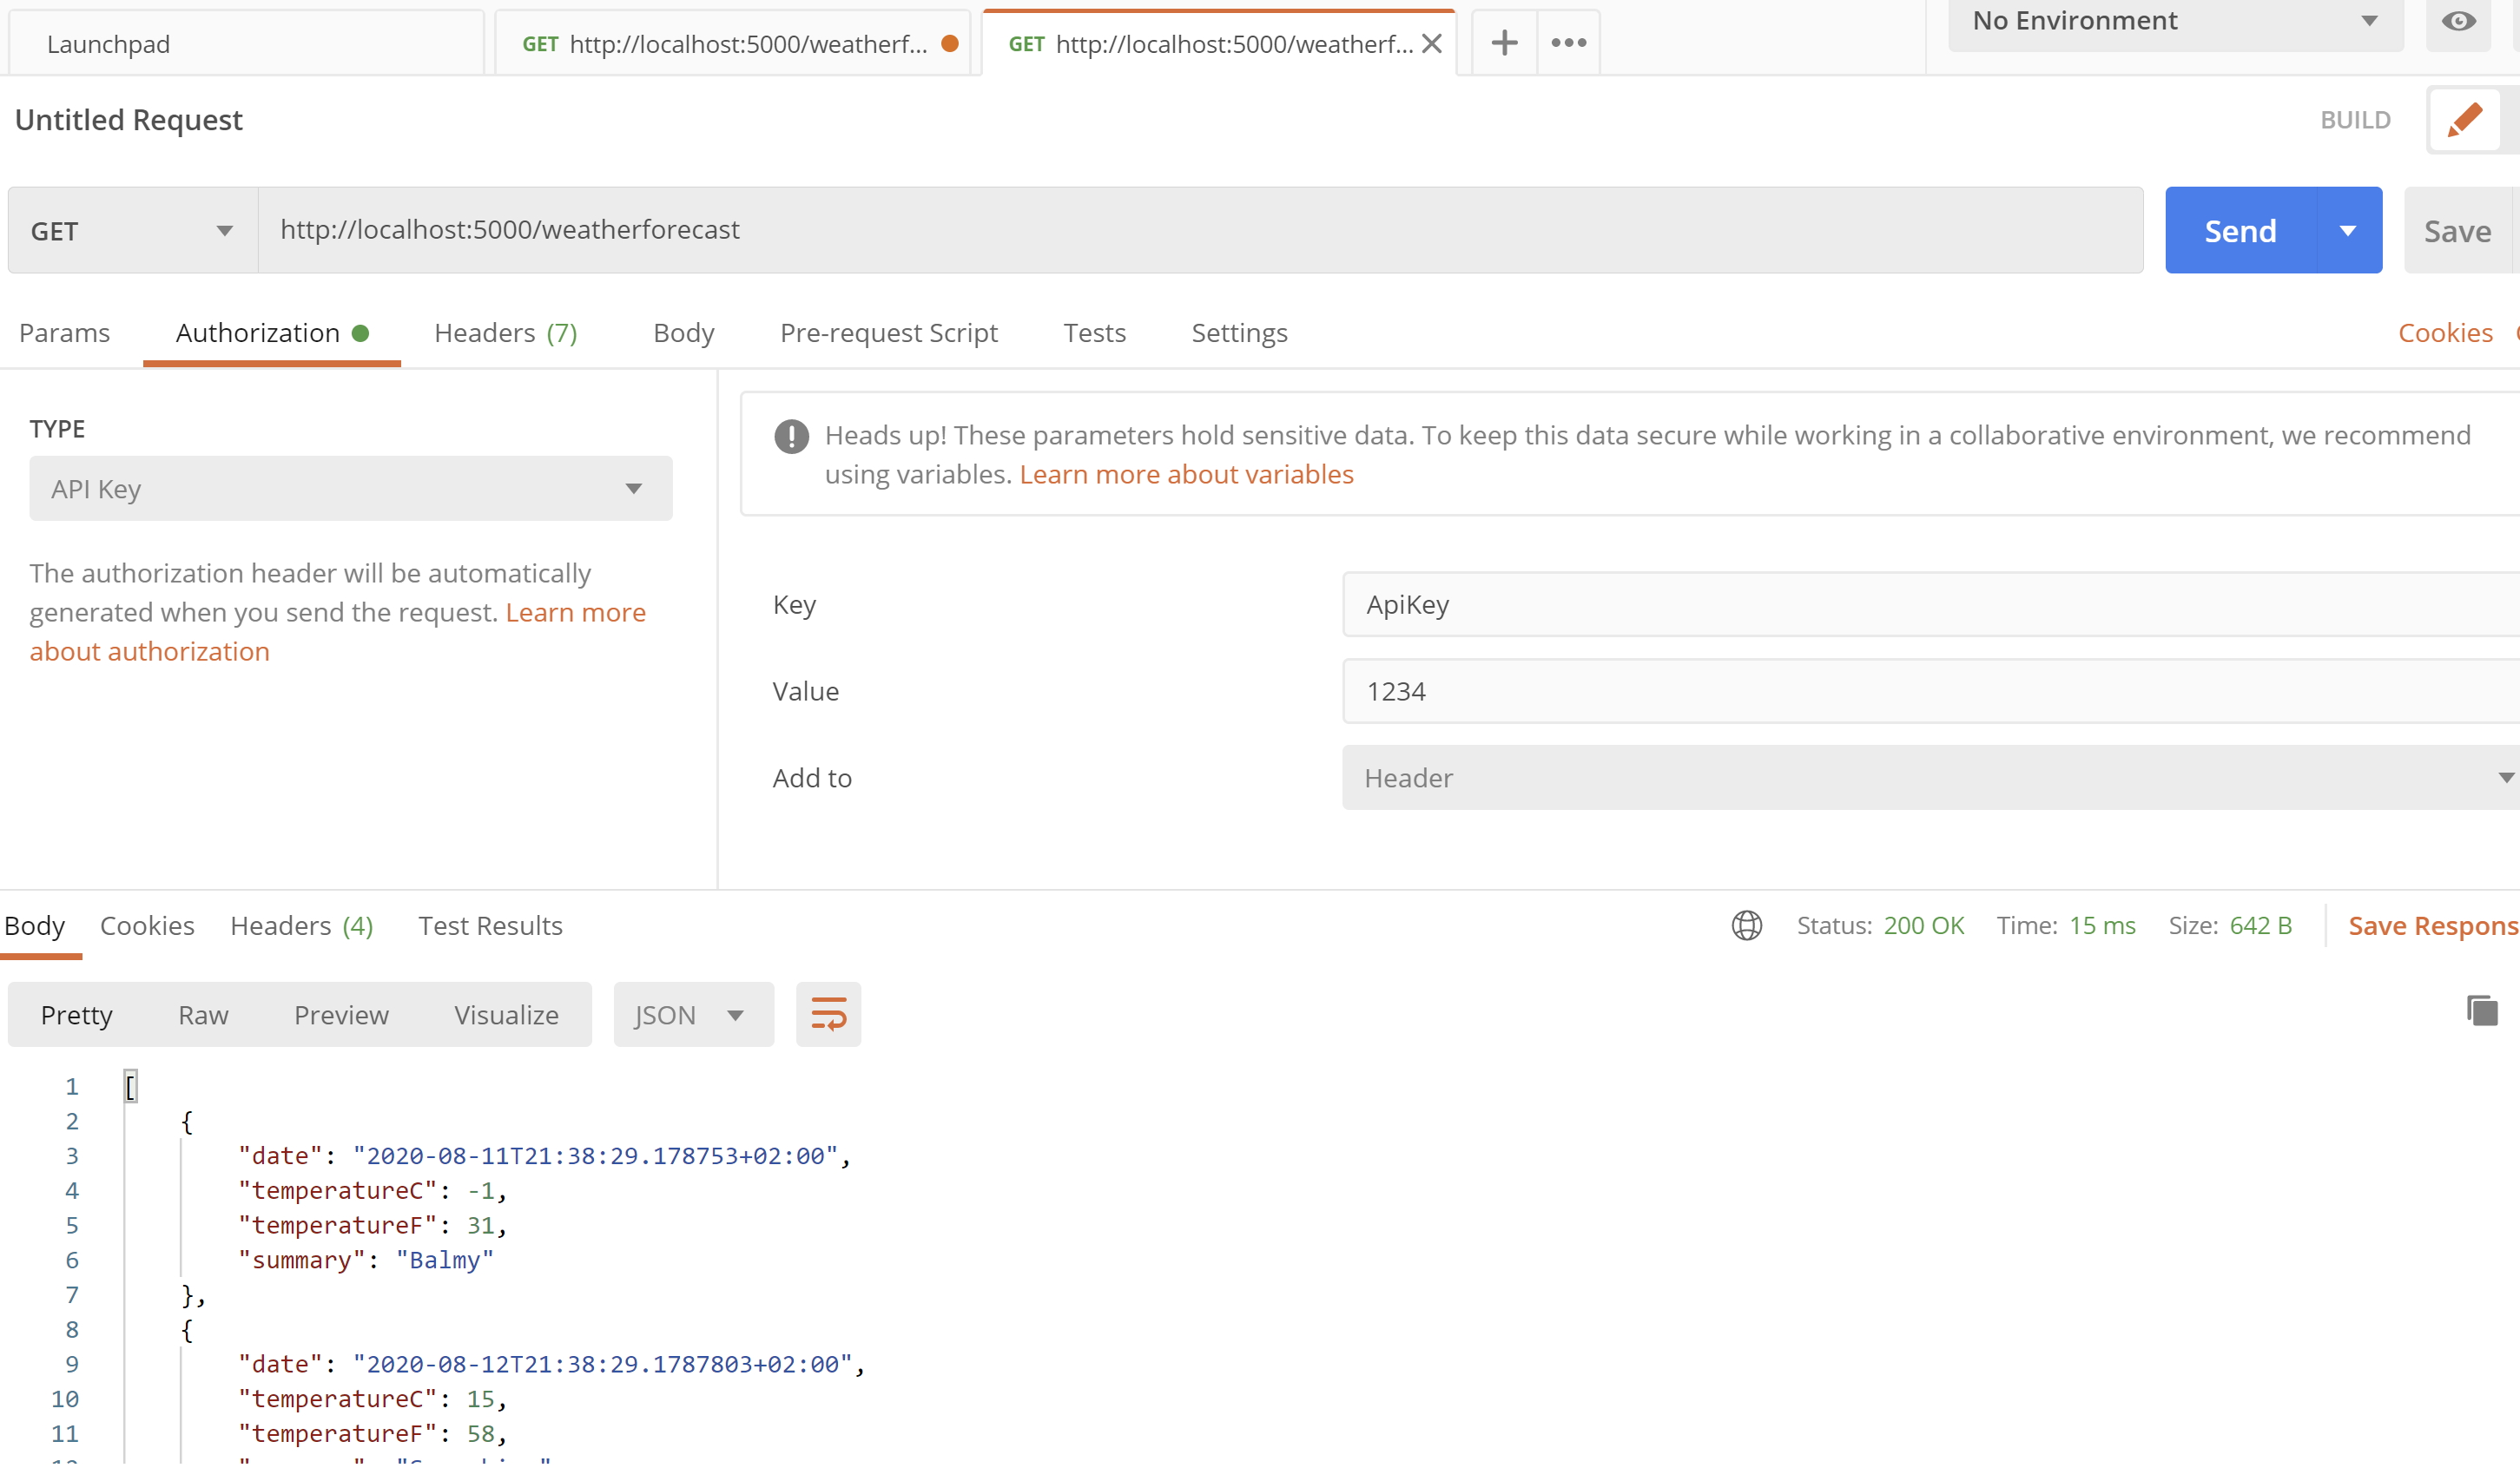 Launchpad
GET http://localhost:5000/weatherf...
GET http://localhost:5000/weatherf...
No Environment
Untitled Request
BUILD
GET
http://localhost:5000/weatherforecast
Send
Save
Params
Authorization
Headers (7)
Body
Pre-request Script
Tests
Settings
Cookies
TYPE
API Key
The authorization header will be automatically
generated when you send the request. Learn more
about authorization
Heads up! These parameters hold sensitive data. To keep this data secure while working in a collaborative environment, we recommend
using variables. Learn more about variables
Key
ApiKey
Value
1234
Add to
Header
Body
Cookies
Headers (4)
Test Results
Status: 200 OK
Time: 15 ms
Size: 642 B
Save Respons
Pretty
Raw
Preview
Visualize
JSON
1 [
2 {
3 "date": "2020-08-11T21:38:29.178753+02:00",
4 "temperatureC": -1,
5 "temperatureF": 31,
6 "summary": "Balmy"
7 },
8 {
9 "date": "2020-08-12T21:38:29.1787803+02:00",
10 "temperatureC": 15,
11 "temperatureF": 58,